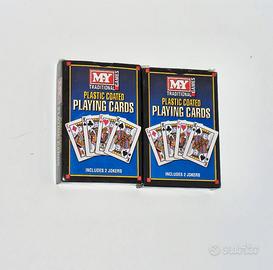 M·Y
TRADITIONAL
GAMES
PLASTIC COATED
PLAYING CARDS
INCLUDES 2 JOKERS
M·Y
TRADITIONAL
GAMES
PLASTIC COATED
PLAYING CARDS
INCLUDES 2 JOKERS
subito